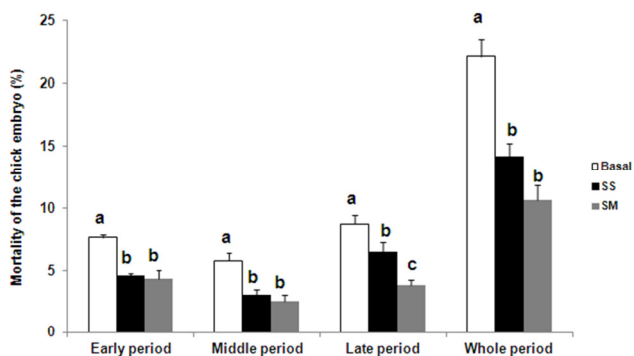 Mortality of the chick embryo (%)
25
20
15
10
5
0
a
b
b
a
b
b
a
b
c
a
b
b
Early period
Middle period
Late period
Whole period
Basal
SS
SM